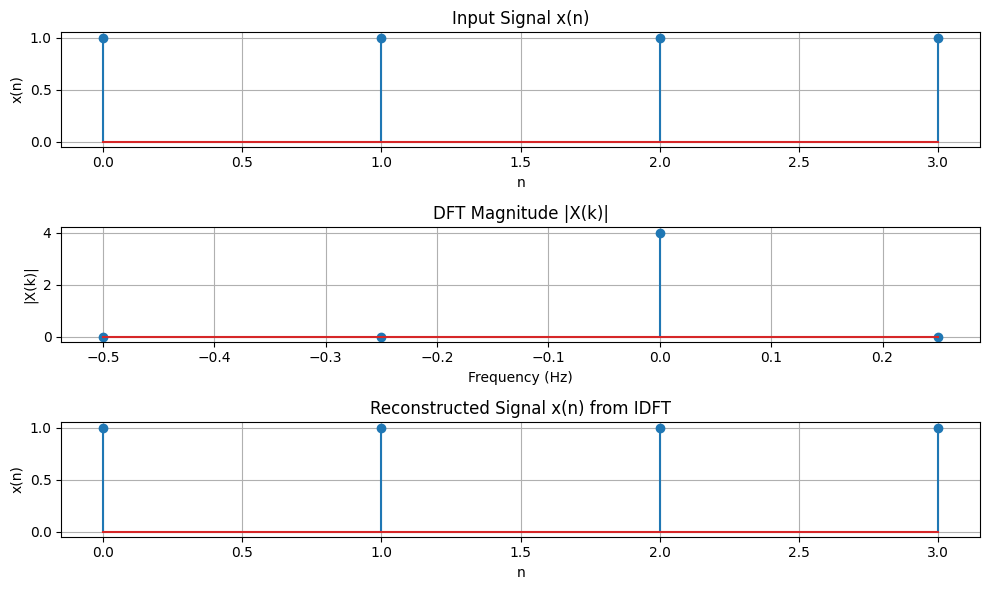 Input Signal x(n)
1.0
0.5
0.0
x(n)
0.0 0.5 1.0 1.5 2.0 2.5 3.0
n
DFT Magnitude |X(k)|
4
2
0
|X(k)|
−0.5 −0.4 −0.3 −0.2 −0.1 0.0 0.1 0.2
Frequency (Hz)
Reconstructed Signal x(n) from IDFT
1.0
0.5
0.0
x(n)
0.0 0.5 1.0 1.5 2.0 2.5 3.0
n